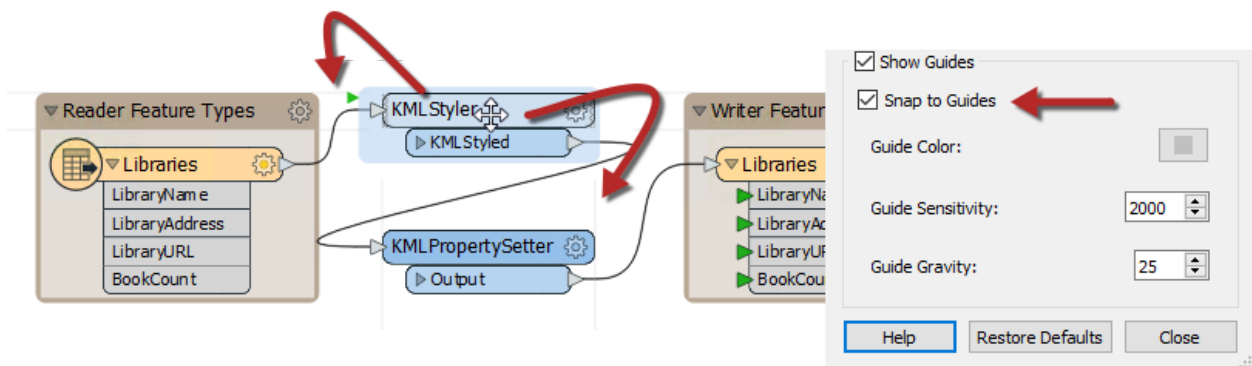 Reader Feature Types
Libraries
LibraryName
LibraryAddress
LibraryURL
BookCount
KMLStyler
KMLStyled
KMLPropertySetter
Output
Writer Featur
Libraries
LibraryNa
LibraryAd
LibraryUR
BookCou
Show Guides
Snap to Guides
Guide Color:
Guide Sensitivity: 2000
Guide Gravity: 25
Help Restore Defaults Close